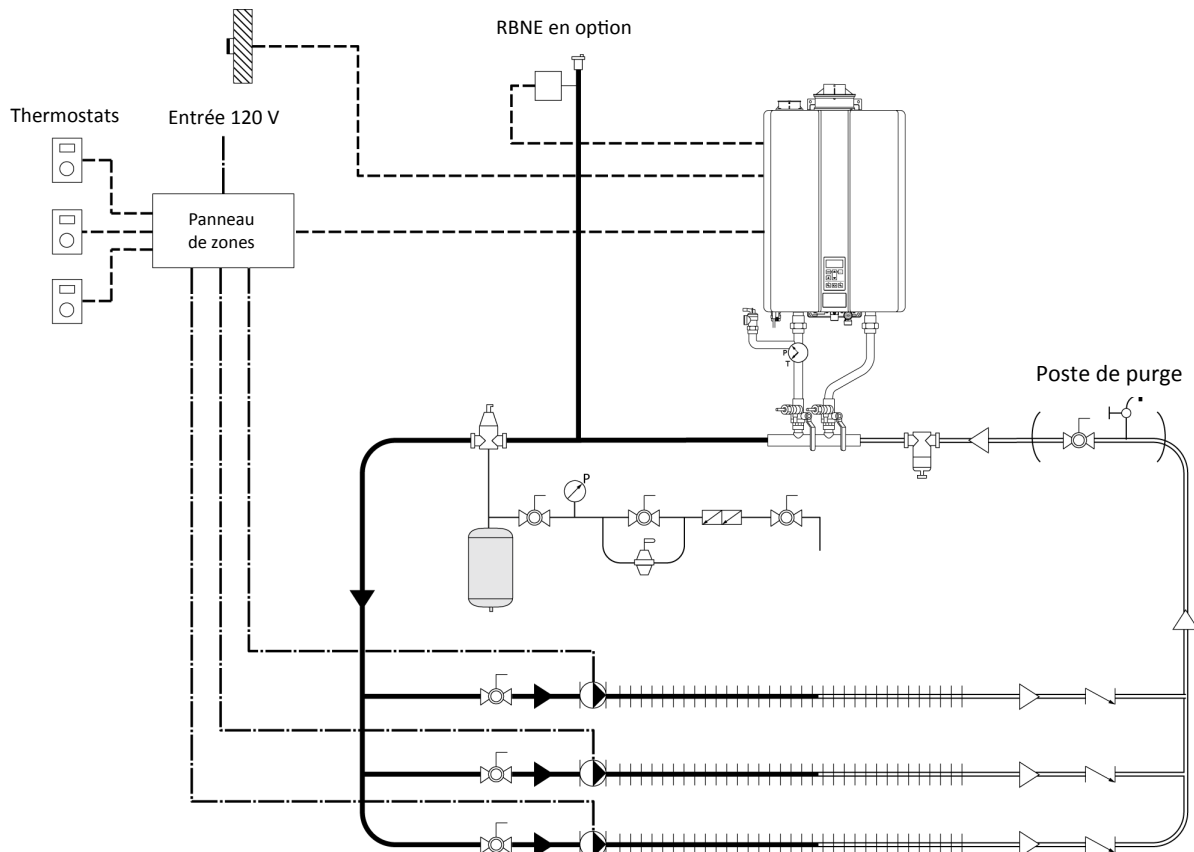 RBNE en option
Thermostats
Entrée 120 V
Panneau
de zones
P
T
Poste de purge
P